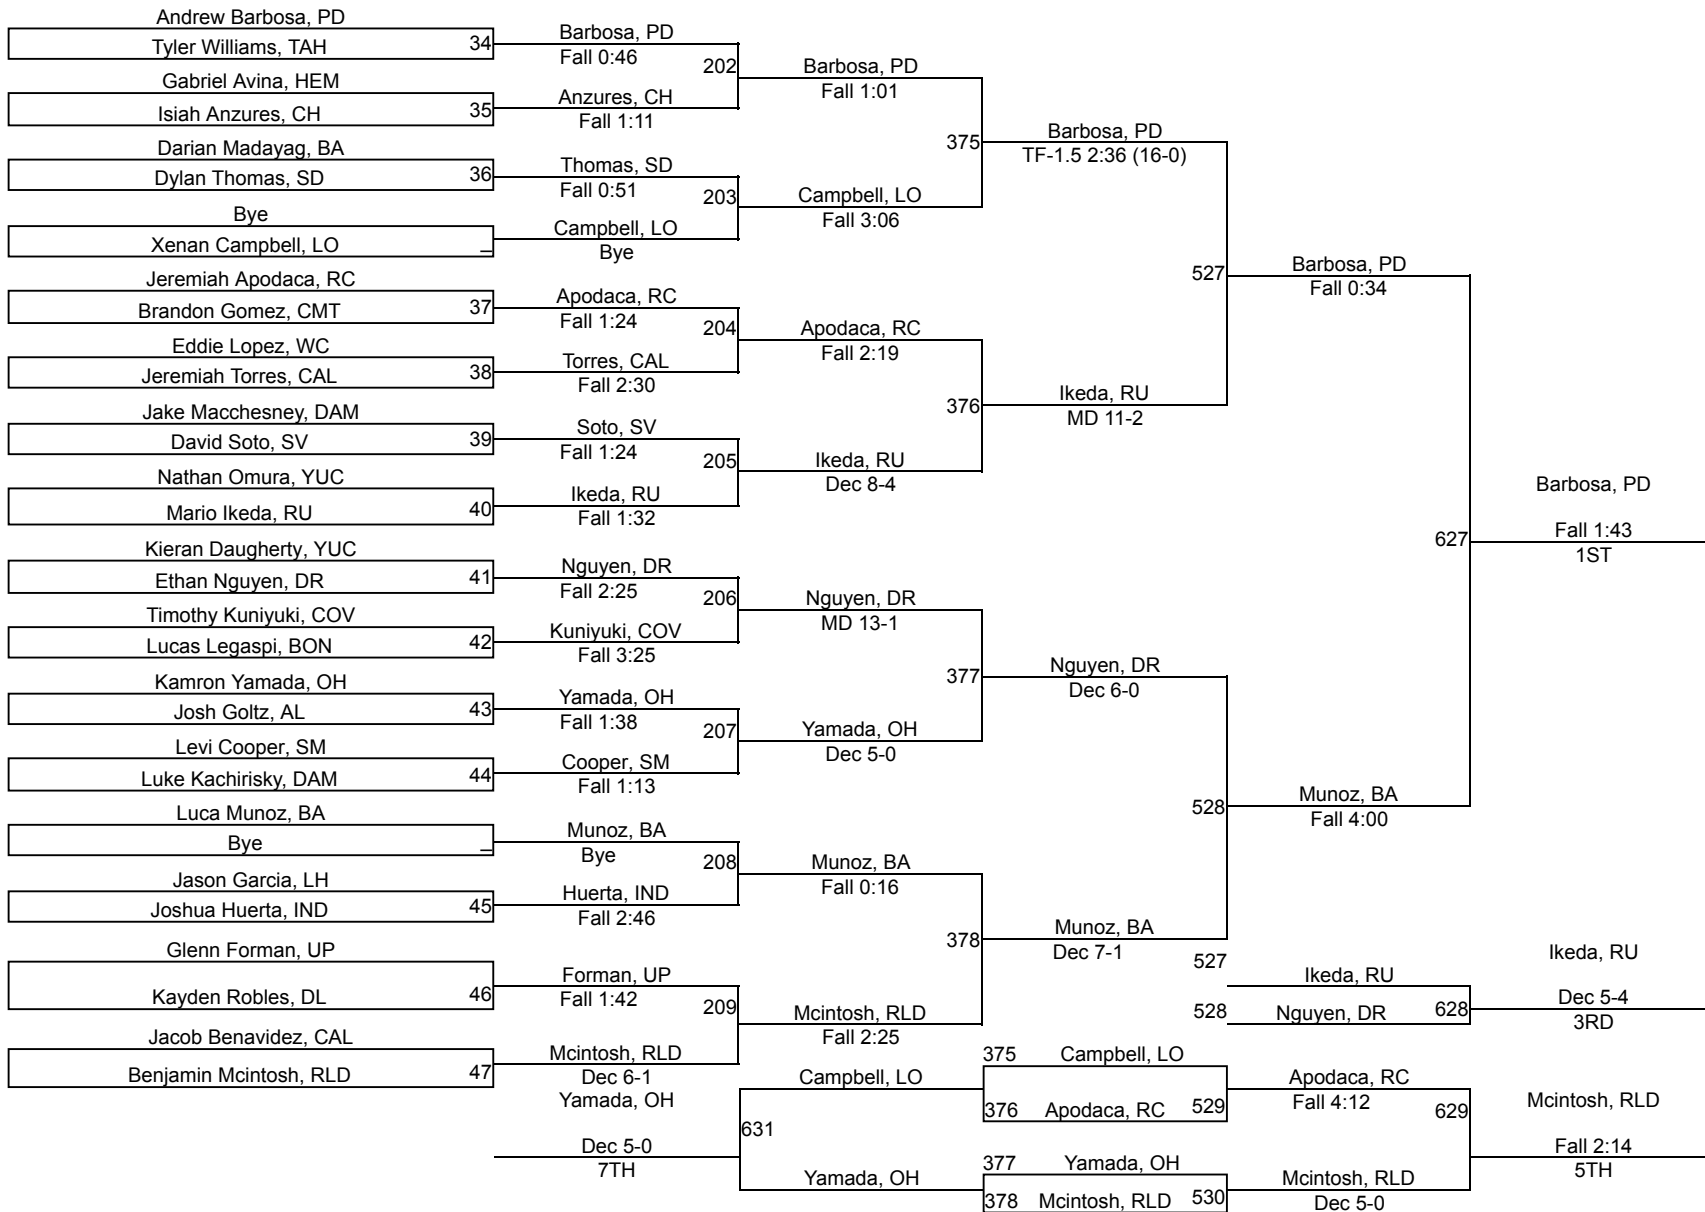 Andrew Barbosa, PD
Tyler Williams, TAH
34
Gabriel Avina, HEM
Isiah Anzures, CH
35
Darian Madayag, BA
Dylan Thomas, SD
36
Bye
Xenan Campbell, LO
_
Jeremiah Apodaca, RC
Brandon Gomez, CMT
37
Eddie Lopez, WC
Jeremiah Torres, CAL
38
Jake Macchesney, DAM
David Soto, SV
39
Nathan Omura, YUC
Mario Ikeda, RU
40
Kieran Daugherty, YUC
Ethan Nguyen, DR
41
Timothy Kuniyuki, COV
Lucas Legaspi, BON
42
Kamron Yamada, OH
Josh Goltz, AL
43
Levi Cooper, SM
Luke Kachirisky, DAM
44
Luca Munoz, BA
Bye
_
Jason Garcia, LH
Joshua Huerta, IND
45
Glenn Forman, UP
Kayden Robles, DL
46
Jacob Benavidez, CAL
Benjamin Mcintosh, RLD
47
Barbosa, PD
Fall 0:46
202
Anzures, CH
Fall 1:11
Thomas, SD
Fall 0:51
203
Campbell, LO
Bye
Apodaca, RC
Fall 1:24
204
Torres, CAL
Fall 2:30
Soto, SV
Fall 1:24
205
Ikeda, RU
Fall 1:32
Nguyen, DR
Fall 2:25
206
Kuniyuki, COV
Fall 3:25
Yamada, OH
Fall 1:38
207
Cooper, SM
Fall 1:13
Munoz, BA
Bye
208
Huerta, IND
Fall 2:46
Forman, UP
Fall 1:42
209
Mcintosh, RLD
Dec 6-1
Barbosa, PD
Fall 1:01
375
Campbell, LO
Fall 3:06
Apodaca, RC
Fall 2:19
376
Ikeda, RU
Dec 8-4
Nguyen, DR
MD 13-1
377
Yamada, OH
Dec 5-0
Munoz, BA
Fall 0:16
378
Mcintosh, RLD
Fall 2:25
Barbosa, PD
TF-1.5 2:36 (16-0)
527
Ikeda, RU
MD 11-2
Nguyen, DR
Dec 6-0
528
Munoz, BA
Dec 7-1
Barbosa, PD
Fall 0:34
627
Munoz, BA
Fall 4:00
Barbosa, PD
Fall 1:43
1ST
527
Ikeda, RU
528
Nguyen, DR
628
Ikeda, RU
Dec 5-4
3RD
375
Campbell, LO
376
Apodaca, RC
529
377
Yamada, OH
378
Mcintosh, RLD
530
Apodaca, RC
Fall 4:12
629
Mcintosh, RLD
Dec 5-0
Mcintosh, RLD
Fall 2:14
5TH
Campbell, LO
631
Yamada, OH
Yamada, OH
Dec 5-0
7TH